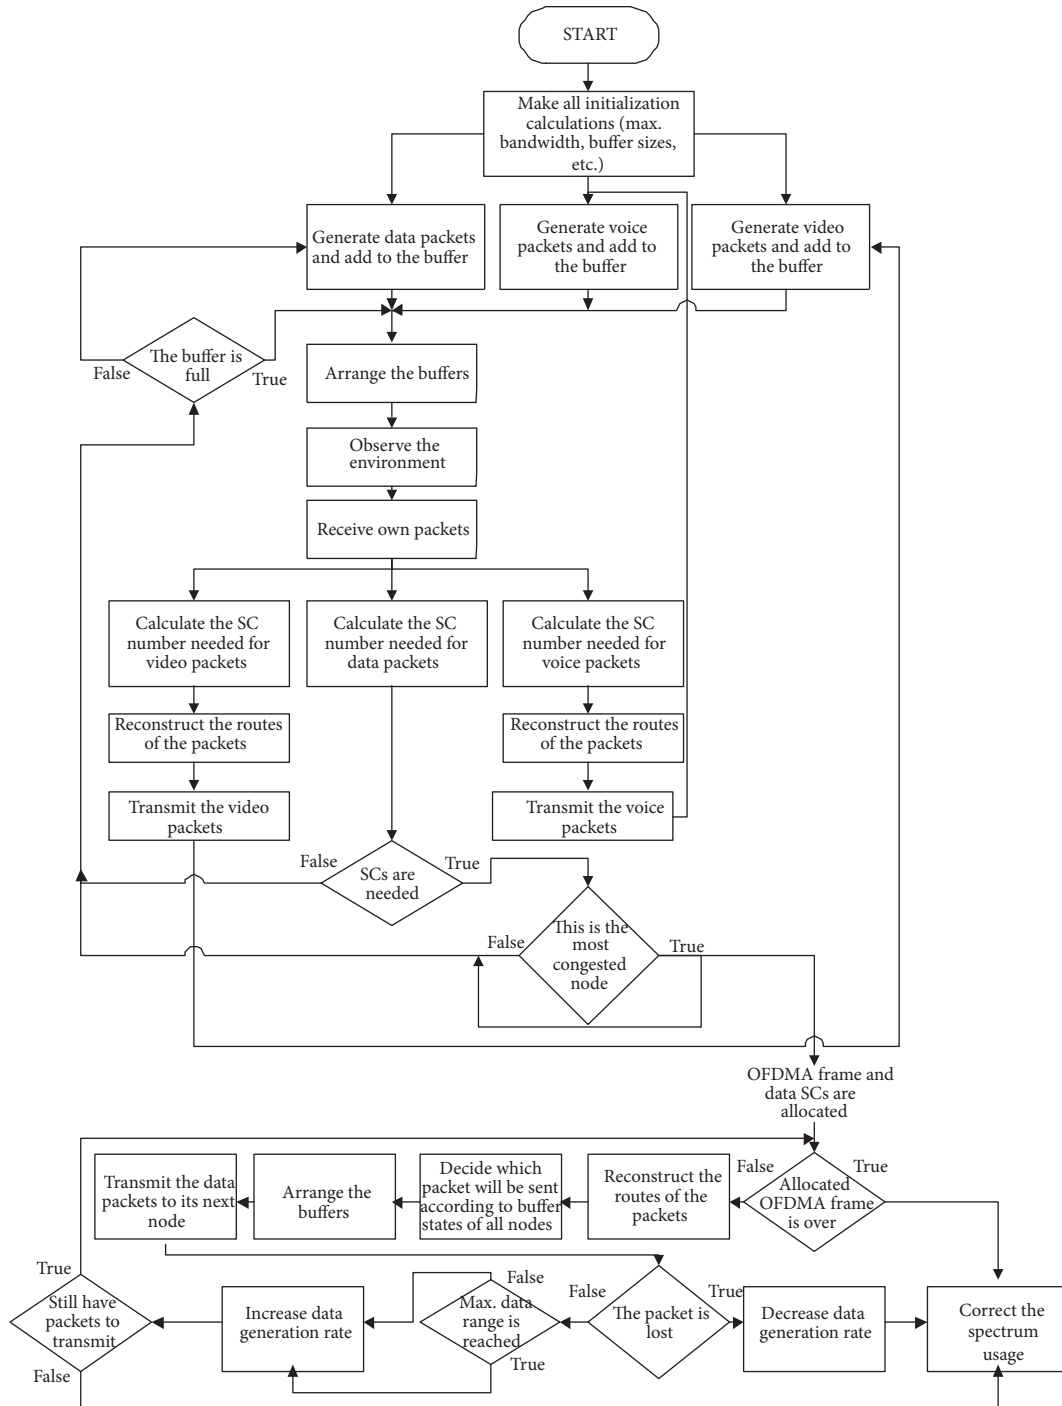 START
Make all initialization
calculations (max.
bandwidth, buffer sizes,
etc.)
Generate data packets
and add to the buffer
Generate voice
packets and add to
the buffer
Generate video
packets and add to
the buffer
The buffer is
full
False
True
Arrange the buffers
Observe the
environment
Receive own packets
Calculate the SC
number needed for
video packets
Calculate the SC
number needed for
data packets
Calculate the SC
number needed for
voice packets
Reconstruct the routes
of the packets
Reconstruct the routes
of the packets
Transmit the video
packets
Transmit the voice
packets
False
True
SCs are
needed
False
True
This is the
most
congested
node
OFDMA frame and
data SCs are
allocated
False
True
Allocated
OFDMA frame
is over
Reconstruct the
routes of the
packets
Decide which
packet will be sent
according to buffer
states of all nodes
Arrange the
buffers
Transmit the data
packets to its next
node
True
Still have
packets to
transmit
False
Increase data
generation rate
False
Max. data
range is
reached
True
False
The packet is
lost
True
Decrease data
generation rate
Correct the
spectrum
usage